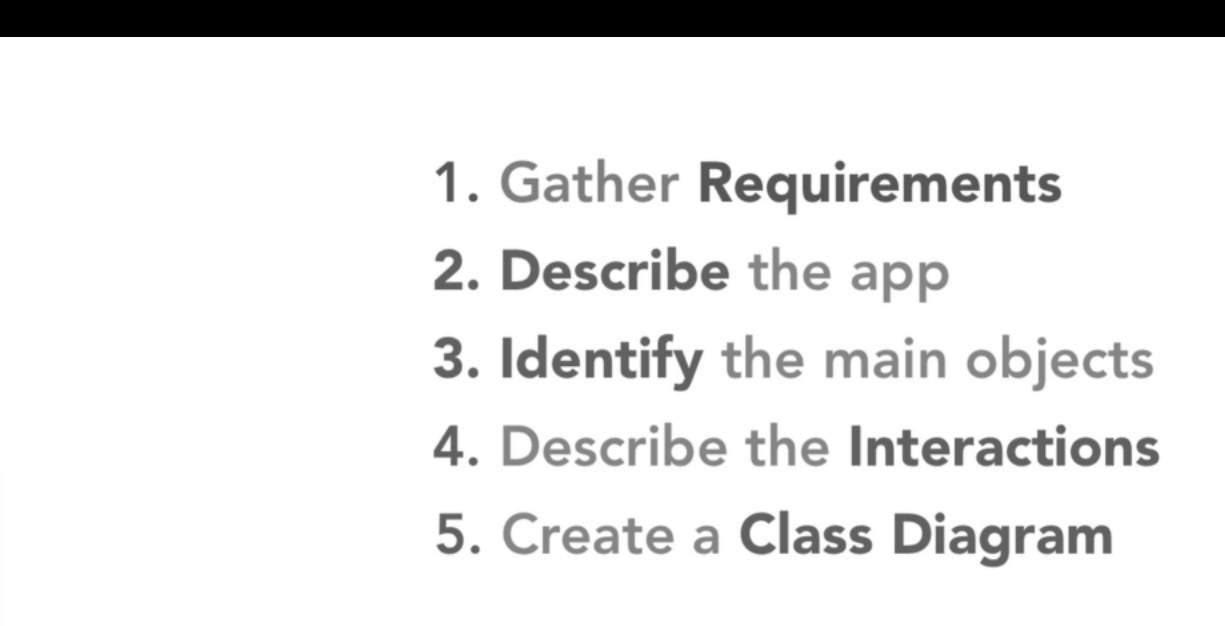 1. Gather Requirements
2. Describe the app
3. Identify the main objects
4. Describe the Interactions
5. Create a Class Diagram